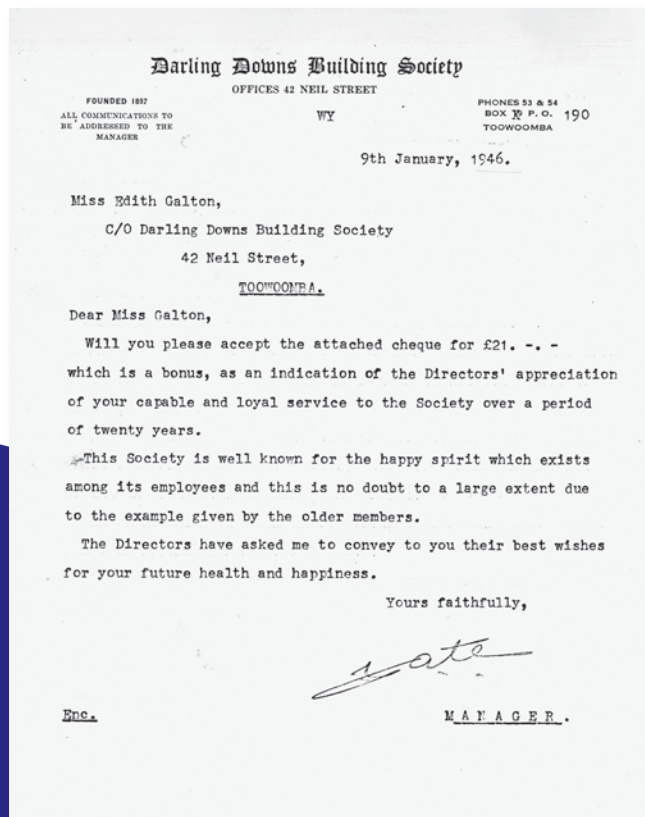 Darling Downs Building Society
OFFICES 42 NEIL STREET
FOUNDED 1897
ALL COMMUNICATIONS TO
BE ADDRESSED TO THE
MANAGER
WY
PHONES 53 & 54
BOX P. O. 190
TOOWOOMBA
9th January, 1946.
Miss Edith Galton,
C/O Darling Downs Building Society
42 Neil Street,
TOOWOOMBA.
Dear Miss Galton,
Will you please accept the attached cheque for £21. -. -
which is a bonus, as an indication of the Directors' appreciation
of your capable and loyal service to the Society over a period
of twenty years.
This Society is well known for the happy spirit which exists
among its employees and this is no doubt to a large extent due
to the example given by the older members.
The Directors have asked me to convey to you their best wishes
for your future health and happiness.
Yours faithfully,
Enc.
MANAGER.